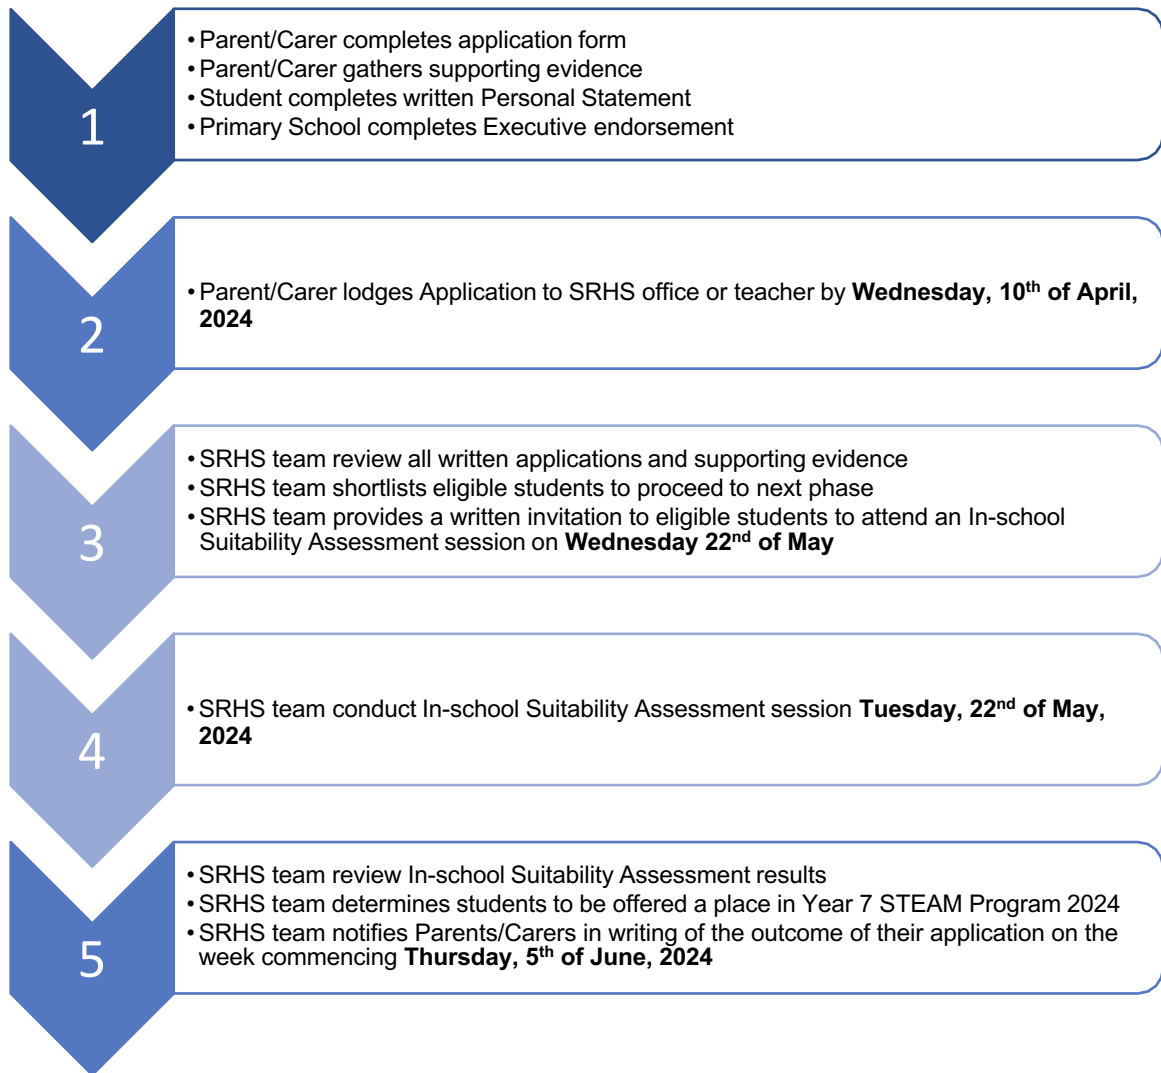 1
• Parent/Carer completes application form
• Parent/Carer gathers supporting evidence
• Student completes written Personal Statement
• Primary School completes Executive endorsement
2
• Parent/Carer lodges Application to SRHS office or teacher by Wednesday, 10th of April,
2024
3
• SRHS team review all written applications and supporting evidence
• SRHS team shortlists eligible students to proceed to next phase
• SRHS team provides a written invitation to eligible students to attend an In-school
Suitability Assessment session on Wednesday 22nd of May
4
• SRHS team conduct In-school Suitability Assessment session Tuesday, 22nd of May,
2024
5
• SRHS team review In-school Suitability Assessment results
• SRHS team determines students to be offered a place in Year 7 STEAM Program 2024
• SRHS team notifies Parents/Carers in writing of the outcome of their application on the
week commencing Thursday, 5th of June, 2024